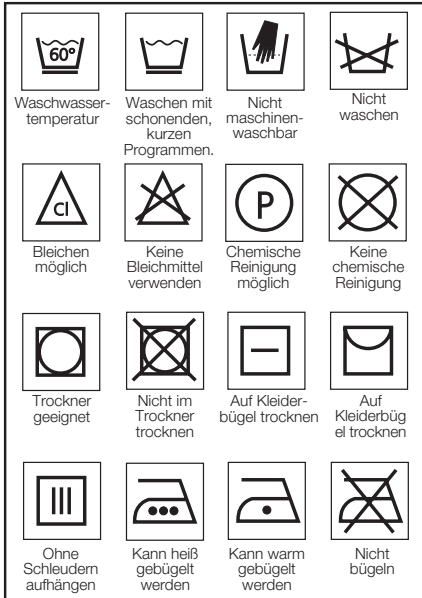 60°
Waschwasser-
temperatur
Waschen mit
schonenden,
kurzen
Programmen.
Nicht
maschinen-
waschbar
Nicht
waschen
Cl
Bleichen
möglich
Keine
Bleichmittel
verwenden
P
Chemische
Reinigung
möglich
Keine
chemische
Reinigung
Trockner
geeignet
Nicht im
Trockner
trocknen
Auf Kleider-
bügel trocknen
Auf
Kleiderbüg
el trocknen
Ohne
Schleudern
aufhängen
Kann heiß
gebügelt
werden
Kann warm
gebügelt
werden
Nicht
bügeln